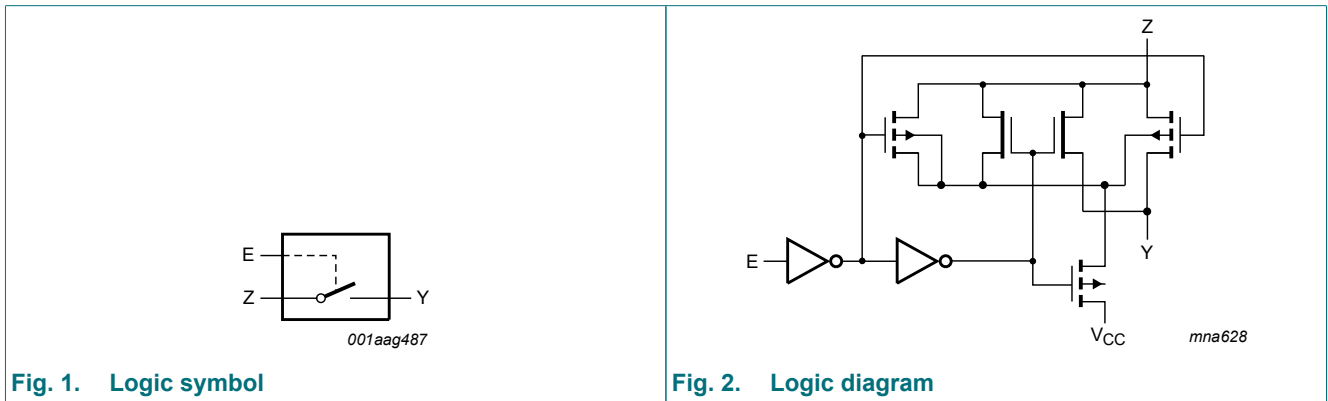 E
Z
Y
001aag487
Fig. 1. Logic symbol
Z
E
Y
VCC
mna628
Fig. 2. Logic diagram